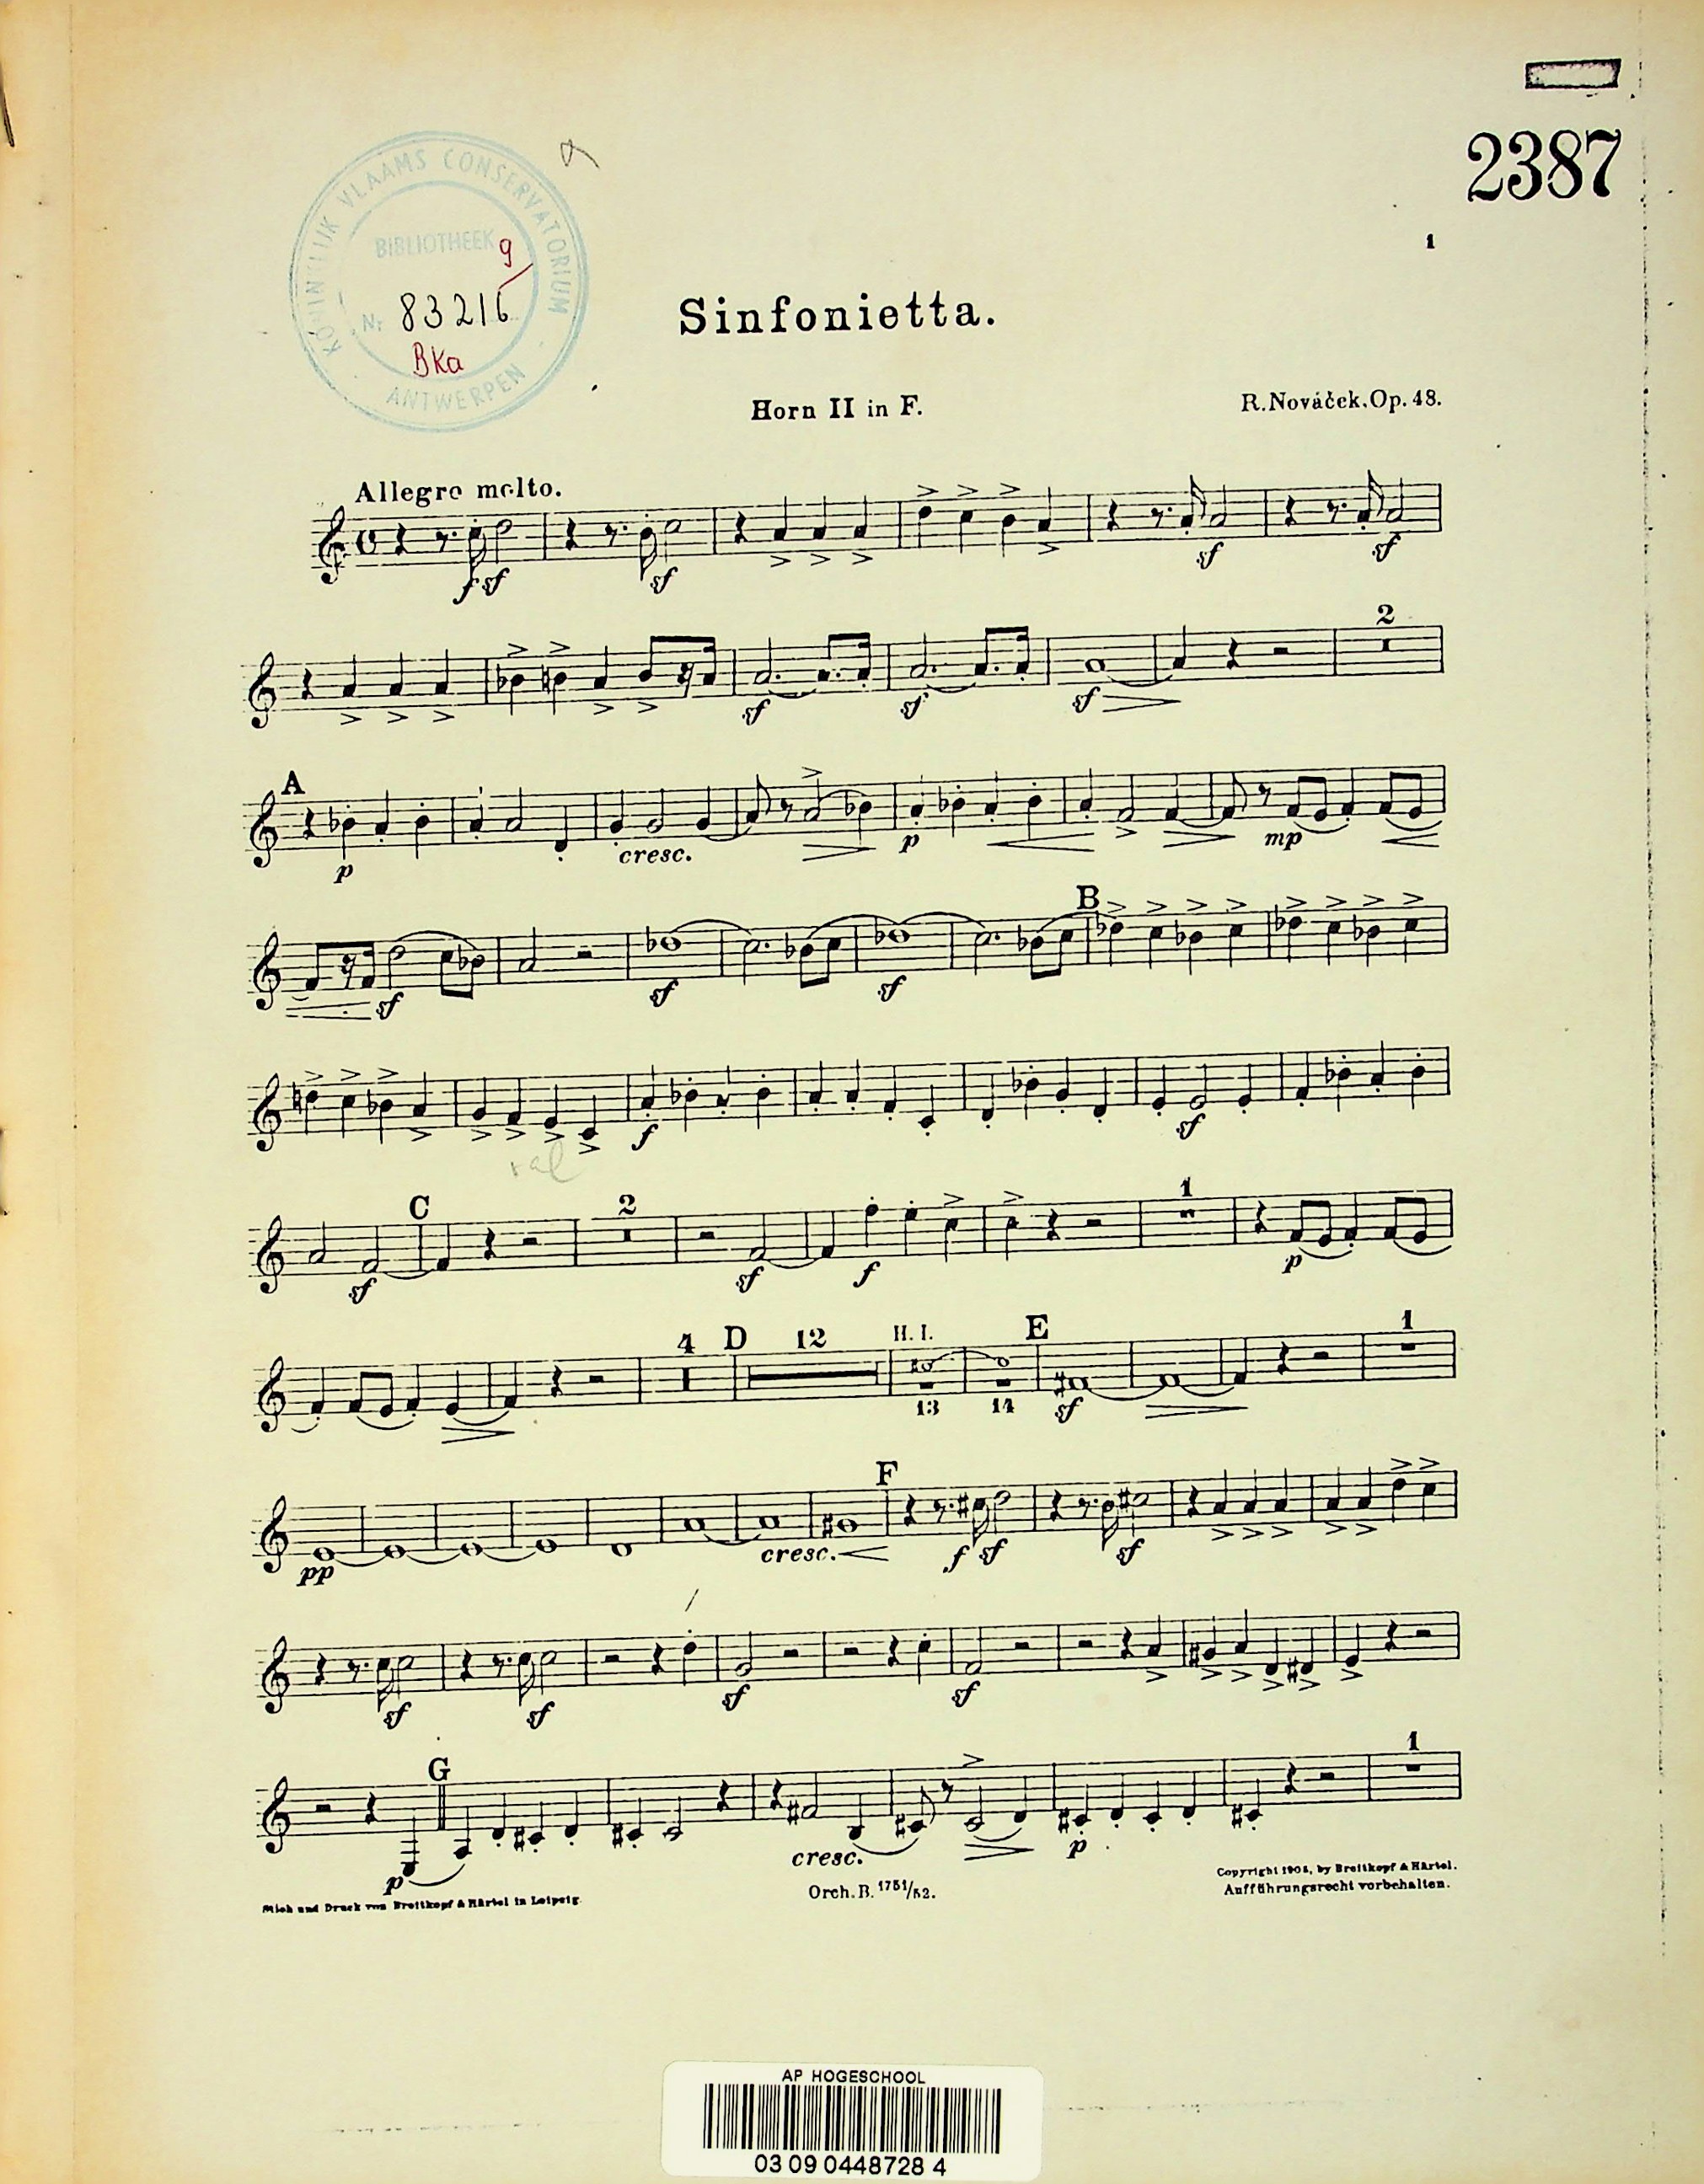 2387
1
KONINKLIJK VLAAMS CONSERVATORIUM
BIBLIOTHEEK
9
Nr 83216
BKa
ANTWERPEN
Sinfonietta.
Horn II in F.
R. Nováček, Op. 48.
Allegro molto.
f sf sf sf sf
2
sf sf sf
A
p cresc. p mp
B
sf sf sf
f sf
C 2 1
sf sf f p
4 D 12 H. I. E 1
13 14 sf
F
pp cresc. f sf sf
sf sf sf sf
G 1
p cresc. p
Stich und Druck von Breitkopf & Härtel in Leipzig.
Orch. B. 1751/52.
Copyright 1905, by Breitkopf & Härtel.
Aufführungsrecht vorbehalten.
AP HOGESCHOOL
03 09 0448728 4